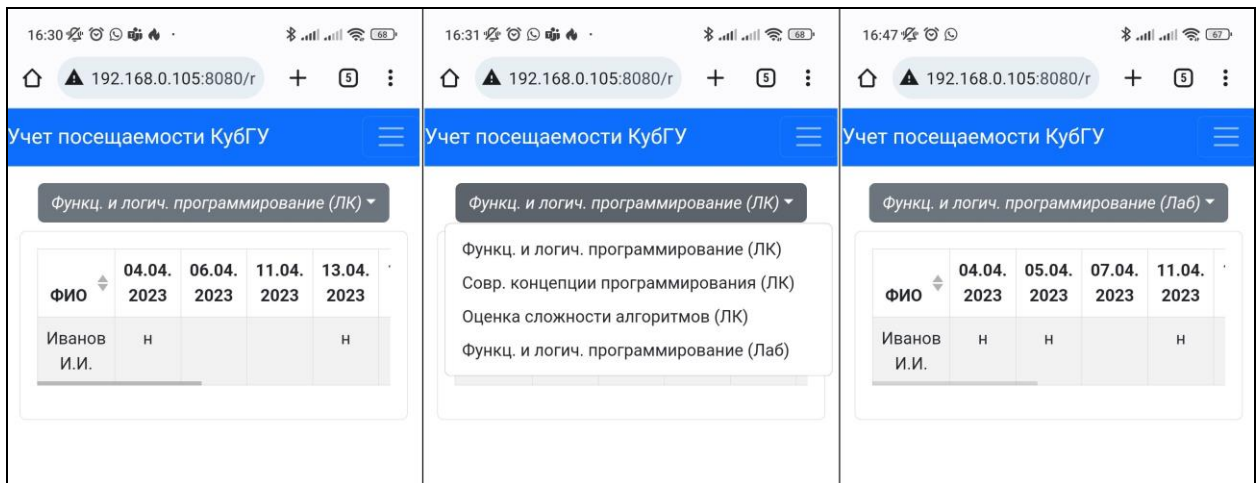 16:30
68
192.168.0.105:8080/r
5
Учет посещаемости КубГУ
Функц. и логич. программирование (ЛК)
ФИО
04.04.
2023
06.04.
2023
11.04.
2023
13.04.
2023
Иванов
И.И.
н
н
16:31
68
192.168.0.105:8080/r
5
Учет посещаемости КубГУ
Функц. и логич. программирование (ЛК)
Функц. и логич. программирование (ЛК)
Совр. концепции программирования (ЛК)
Оценка сложности алгоритмов (ЛК)
Функц. и логич. программирование (Лаб)
16:47
67
192.168.0.105:8080/r
5
Учет посещаемости КубГУ
Функц. и логич. программирование (Лаб)
ФИО
04.04.
2023
05.04.
2023
07.04.
2023
11.04.
2023
Иванов
И.И.
н
н
н